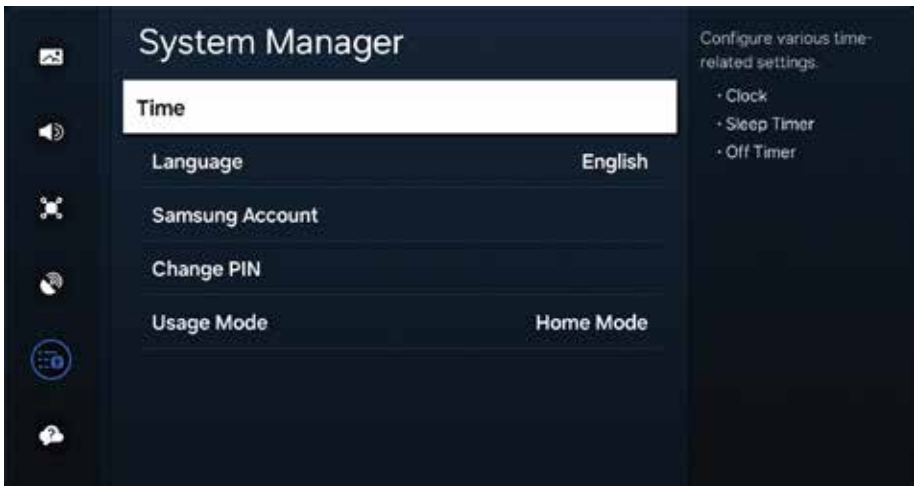 System Manager
Time
Language English
Samsung Account
Change PIN
Usage Mode Home Mode
Configure various time-
related settings.
• Clock
• Sleep Timer
• Off Timer